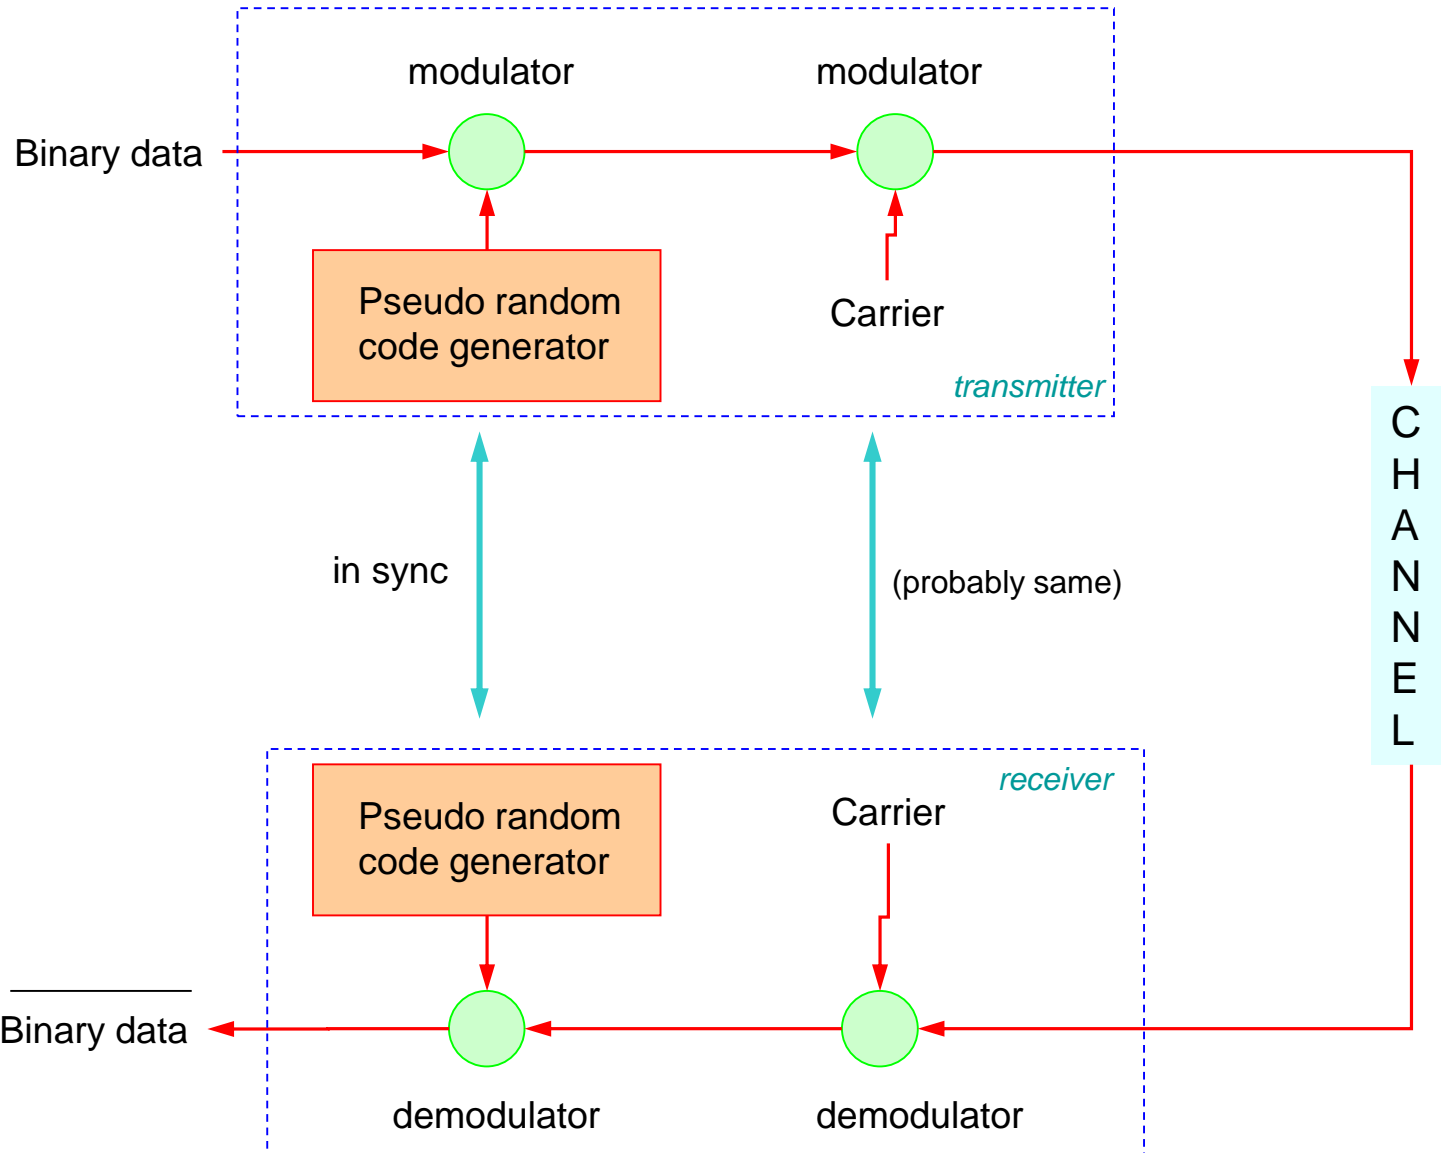 modulator
modulator
Binary data
Pseudo random
code generator
Carrier
transmitter
C
H
A
N
N
E
L
in sync
(probably same)
receiver
Pseudo random
code generator
Carrier
Binary data
demodulator
demodulator